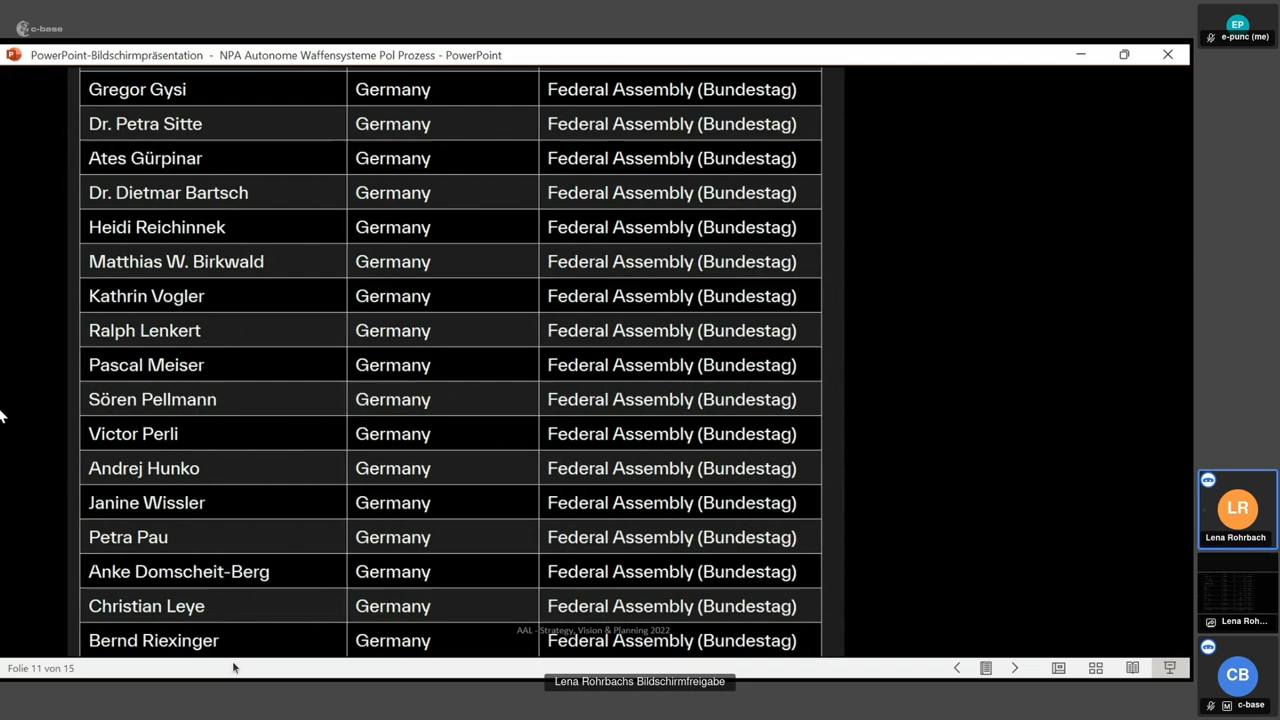 c-base
PowerPoint-Bildschirmpräsentation - NPA Autonome Waffensysteme Pol Prozess - PowerPoint
Gregor Gysi Germany Federal Assembly (Bundestag)
Dr. Petra Sitte Germany Federal Assembly (Bundestag)
Ates Gürpinar Germany Federal Assembly (Bundestag)
Dr. Dietmar Bartsch Germany Federal Assembly (Bundestag)
Heidi Reichinnek Germany Federal Assembly (Bundestag)
Matthias W. Birkwald Germany Federal Assembly (Bundestag)
Kathrin Vogler Germany Federal Assembly (Bundestag)
Ralph Lenkert Germany Federal Assembly (Bundestag)
Pascal Meiser Germany Federal Assembly (Bundestag)
Sören Pellmann Germany Federal Assembly (Bundestag)
Victor Perli Germany Federal Assembly (Bundestag)
Andrej Hunko Germany Federal Assembly (Bundestag)
Janine Wissler Germany Federal Assembly (Bundestag)
Petra Pau Germany Federal Assembly (Bundestag)
Anke Domscheit-Berg Germany Federal Assembly (Bundestag)
Christian Leye Germany Federal Assembly (Bundestag)
AAL - Strategy, Vision & Planning 2022
Bernd Riexinger Germany Federal Assembly (Bundestag)
Folie 11 von 15
Lena Rohrbachs Bildschirmfreigabe
EP
e-punc (me)
LR
Lena Rohrbach
Lena Roh...
CB
M c-base